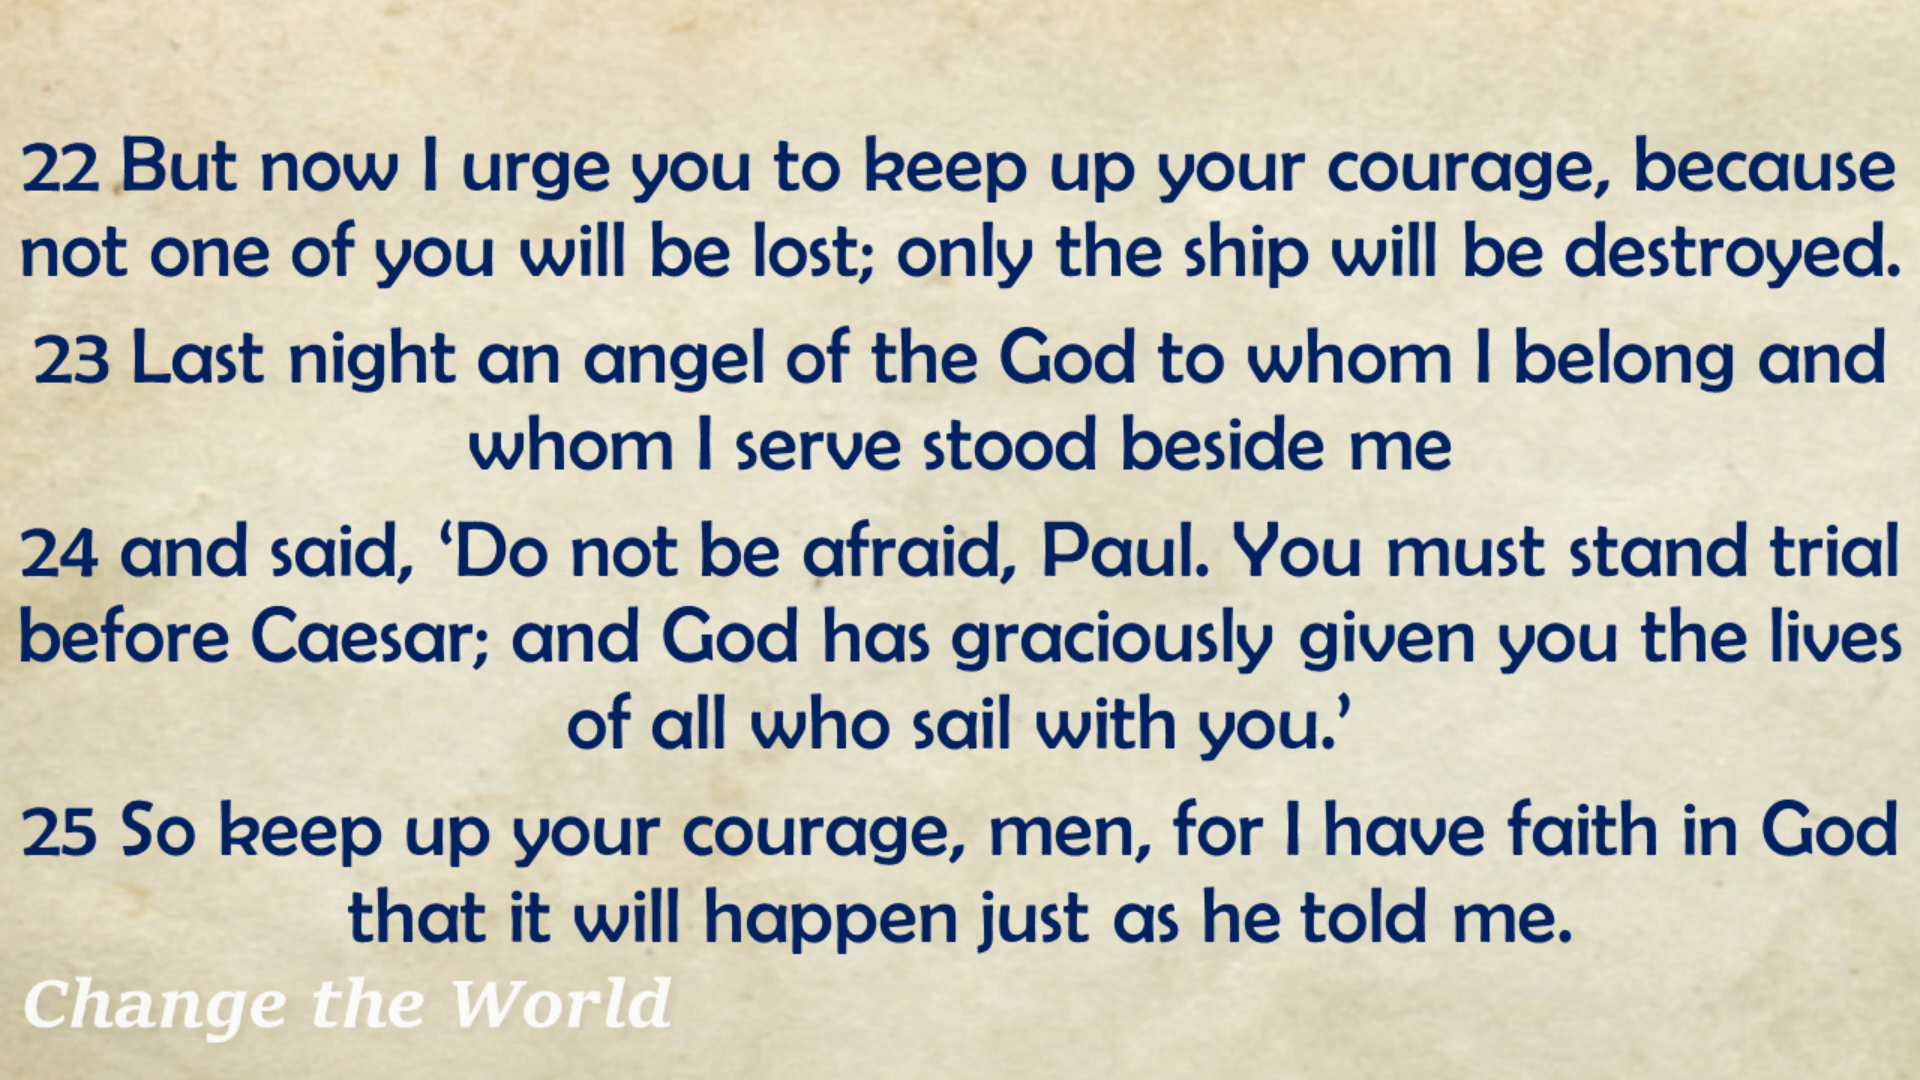 22 But now I urge you to keep up your courage, because
not one of you will be lost; only the ship will be destroyed.
23 Last night an angel of the God to whom I belong and
whom I serve stood beside me
24 and said, ‘Do not be afraid, Paul. You must stand trial
before Caesar; and God has graciously given you the lives
of all who sail with you.’
25 So keep up your courage, men, for I have faith in God
that it will happen just as he told me.
Change the World